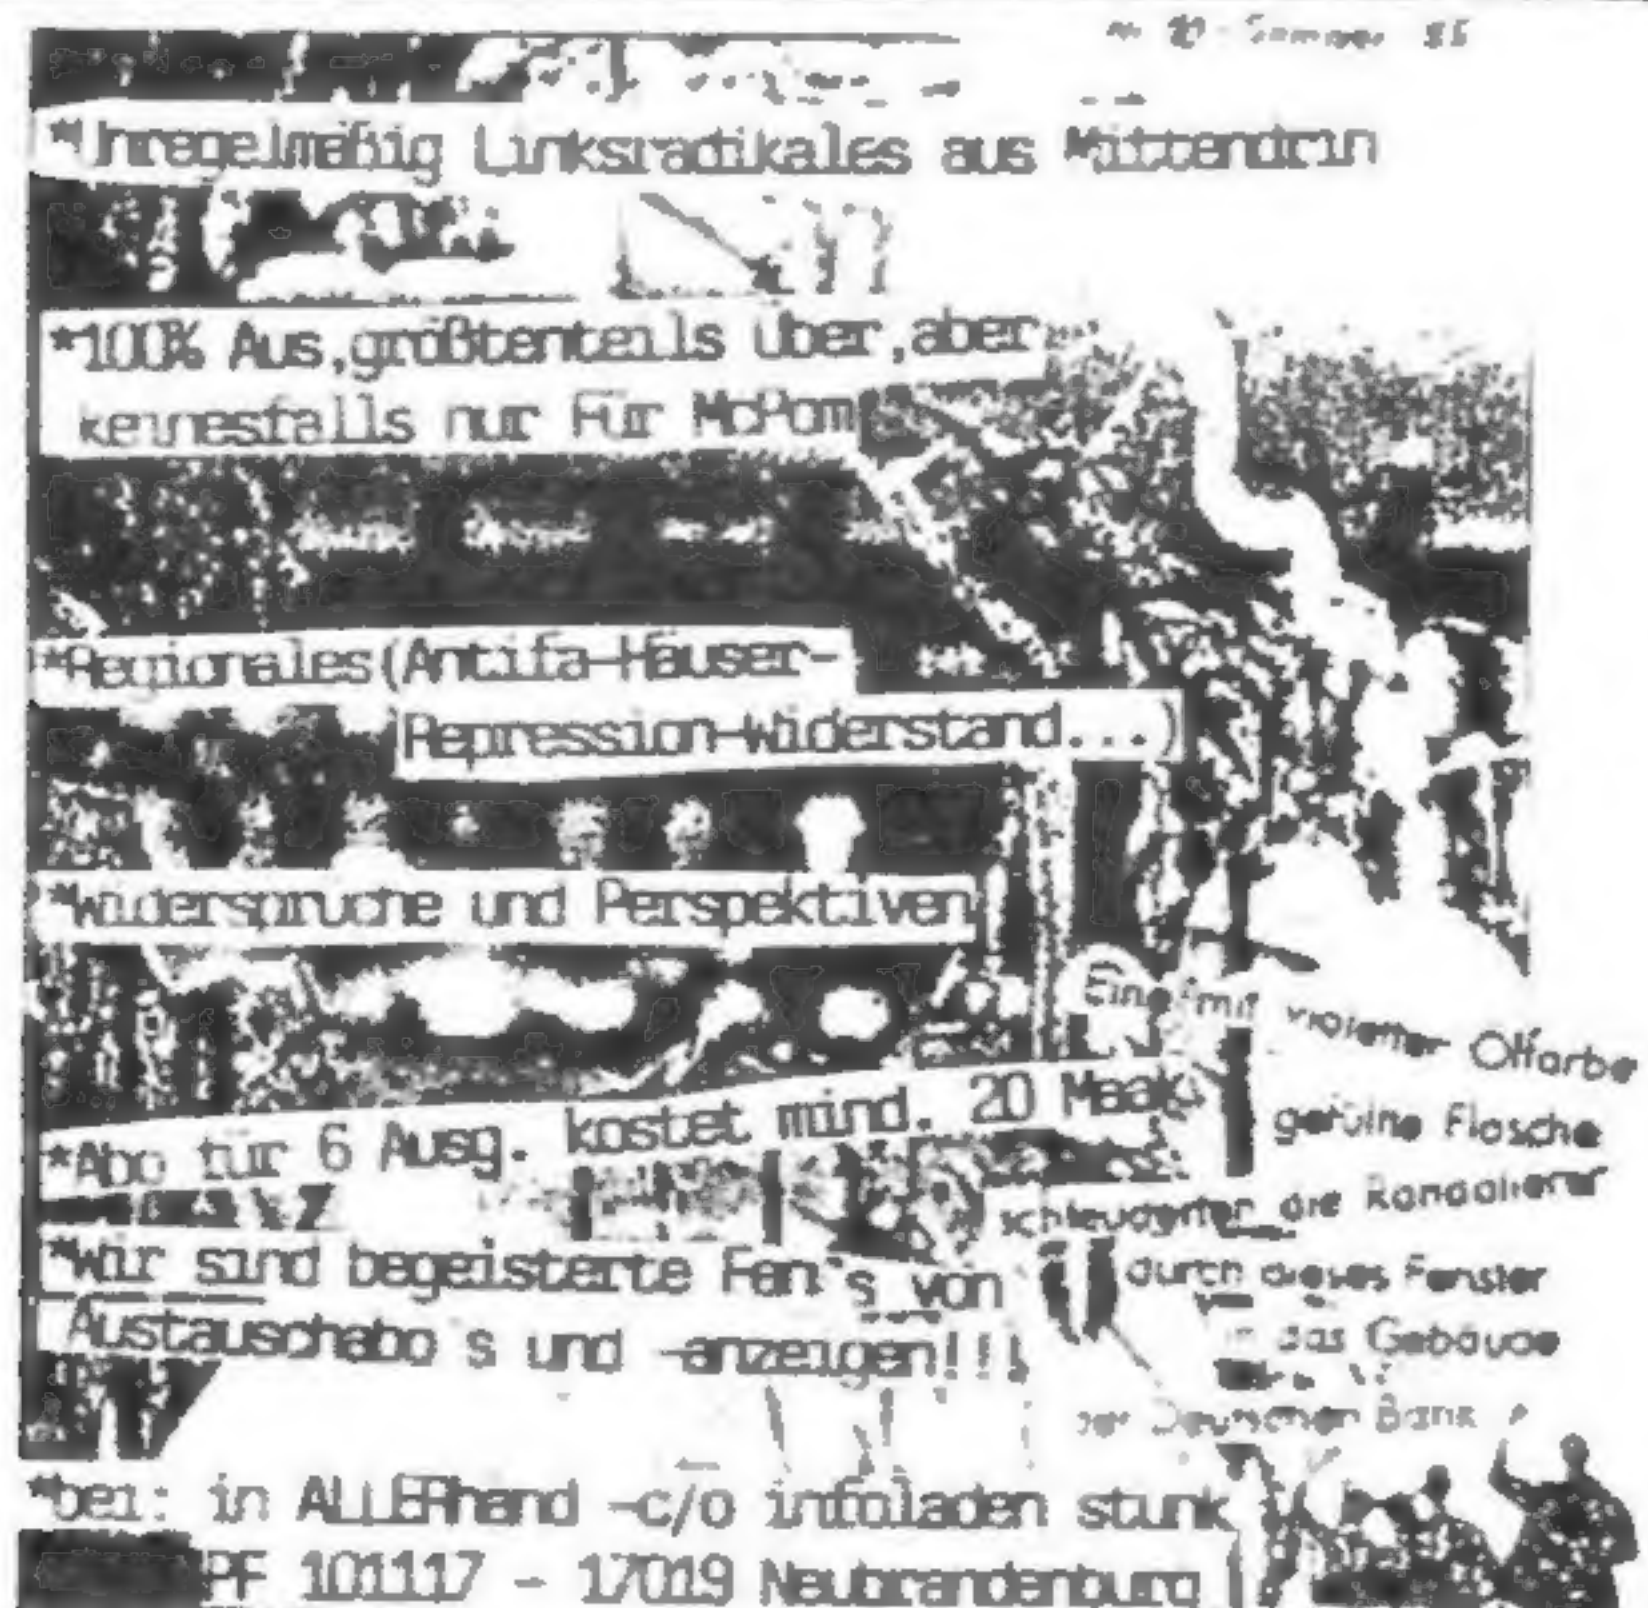 *Unregelmäßig Linksradikales aus Mittendrin
*100% Aus,größtenteils über,aber
keinesfalls nur Für McPom
*Regionales(Antifa-Häuser-
Repression-Widerstand...)
*Widersprüche und Perspektiven
Eine mit violetter Ölfarbe
gefüllte Flasche
*Abo für 6 Ausg. kostet mind. 20 Maak
schleuderten die Randalierer
*Wir sind begeisterte Fan's von
durch dieses Fenster
Austauschabo's und -anzeigen!!!
in das Gebäude
der Deutschen Bank
*bei: in ALLERhand -c/o infoladen stunk
PF 101117 - 17019 Neubrandenburg